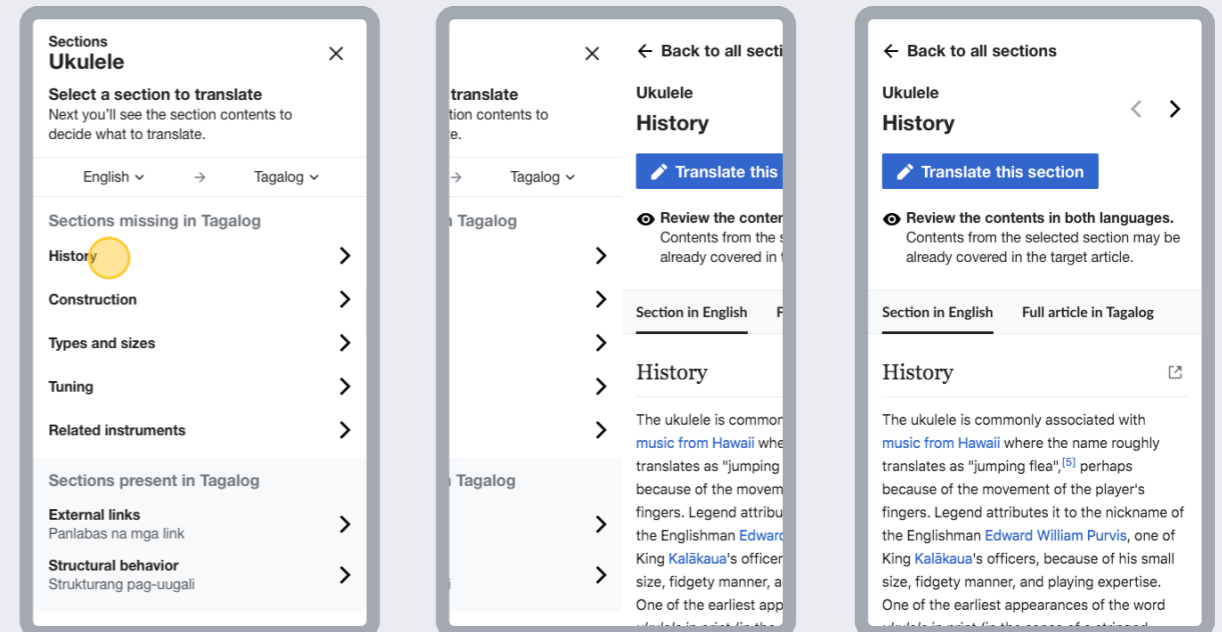 Sections
Ukulele
Select a section to translate
Next you'll see the section contents to
decide what to translate.
English
Tagalog
Sections missing in Tagalog
History
Construction
Types and sizes
Tuning
Related instruments
Sections present in Tagalog
External links
Panlabas na mga link
Structural behavior
Strukturang pag-uugali
translate
tion contents to
e.
Tagalog
Tagalog
Tagalog
Back to all secti
Ukulele
History
Translate this
Review the conten
Contents from the s
already covered in t
Section in English
F
History
The ukulele is common
music from Hawaii whe
translates as "jumping
because of the movem
fingers. Legend attribu
the Englishman Edward
King Kalākaua's officer
size, fidgety manner, a
One of the earliest app
Back to all sections
Ukulele
History
Translate this section
Review the contents in both languages.
Contents from the selected section may be
already covered in the target article.
Section in English
Full article in Tagalog
History
The ukulele is commonly associated with
music from Hawaii where the name roughly
translates as "jumping flea",[5] perhaps
because of the movement of the player's
fingers. Legend attributes it to the nickname of
the Englishman Edward William Purvis, one of
King Kalākaua's officers, because of his small
size, fidgety manner, and playing expertise.
One of the earliest appearances of the word